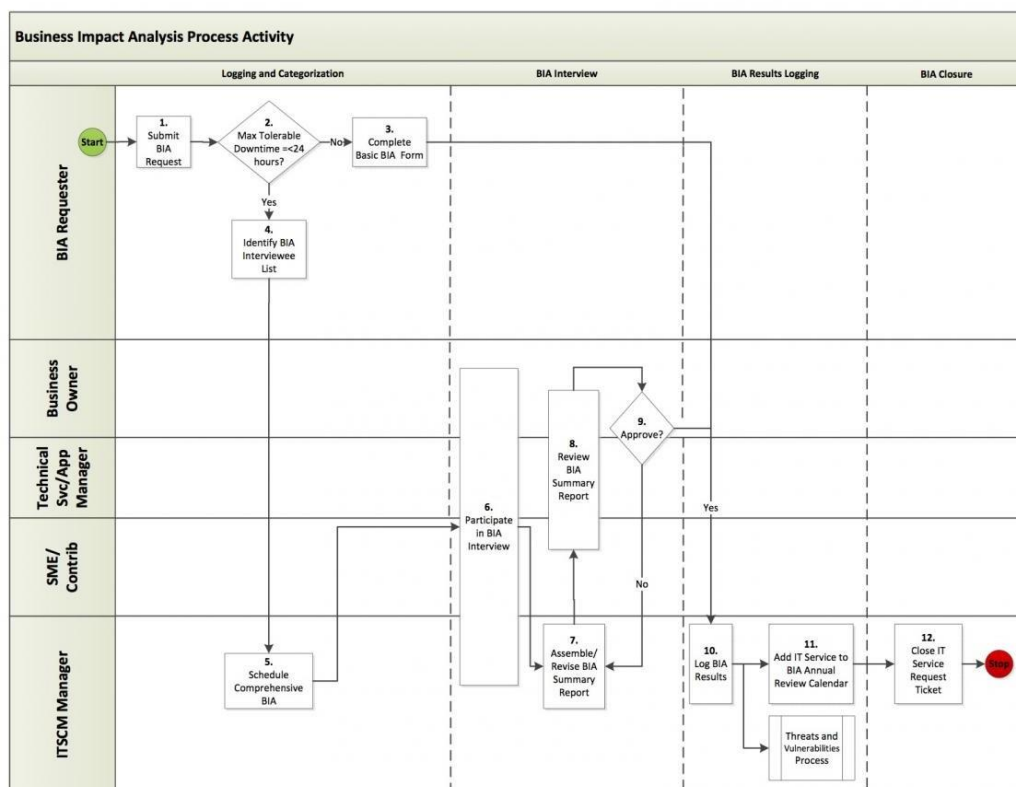 Business Impact Analysis Process Activity
Logging and Categorization
BIA Interview
BIA Results Logging
BIA Closure
BIA Requester
Start
1.
Submit
BIA
Request
2.
Max Tolerable
Downtime =<24
hours?
No
3.
Complete
Basic BIA Form
Yes
4.
Identify BIA
Interviewee
List
Business
Owner
9.
Approve?
Technical
Svc/App
Manager
8.
Review
BIA
Summary
Report
Yes
SME/
Contrib
6.
Participate
in BIA
Interview
No
ITSCM Manager
5.
Schedule
Comprehensive
BIA
7.
Assemble/
Revise BIA
Summary
Report
10.
Log BIA
Results
11.
Add IT Service to
BIA Annual
Review Calendar
12.
Close IT
Service
Request
Ticket
Stop
Threats and
Vulnerabilities
Process